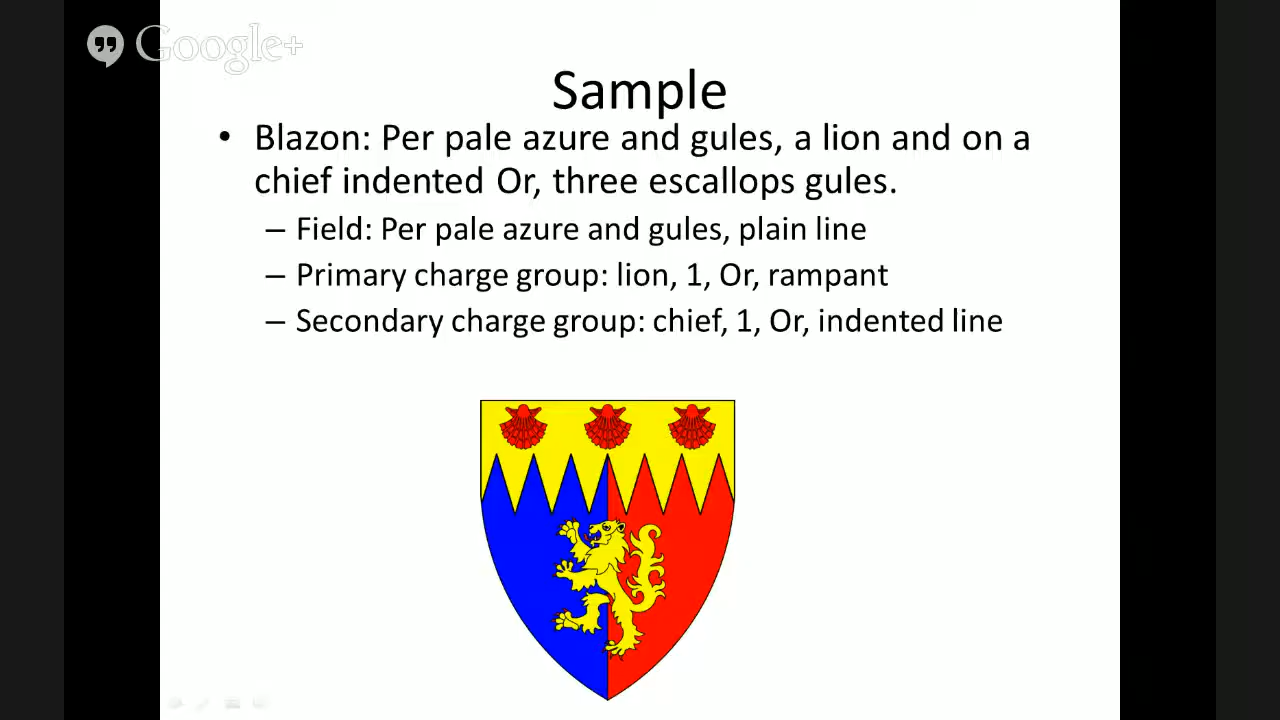 Google+
Sample
• Blazon: Per pale azure and gules, a lion and on a
chief indented Or, three escallops gules.
– Field: Per pale azure and gules, plain line
– Primary charge group: lion, 1, Or, rampant
– Secondary charge group: chief, 1, Or, indented line